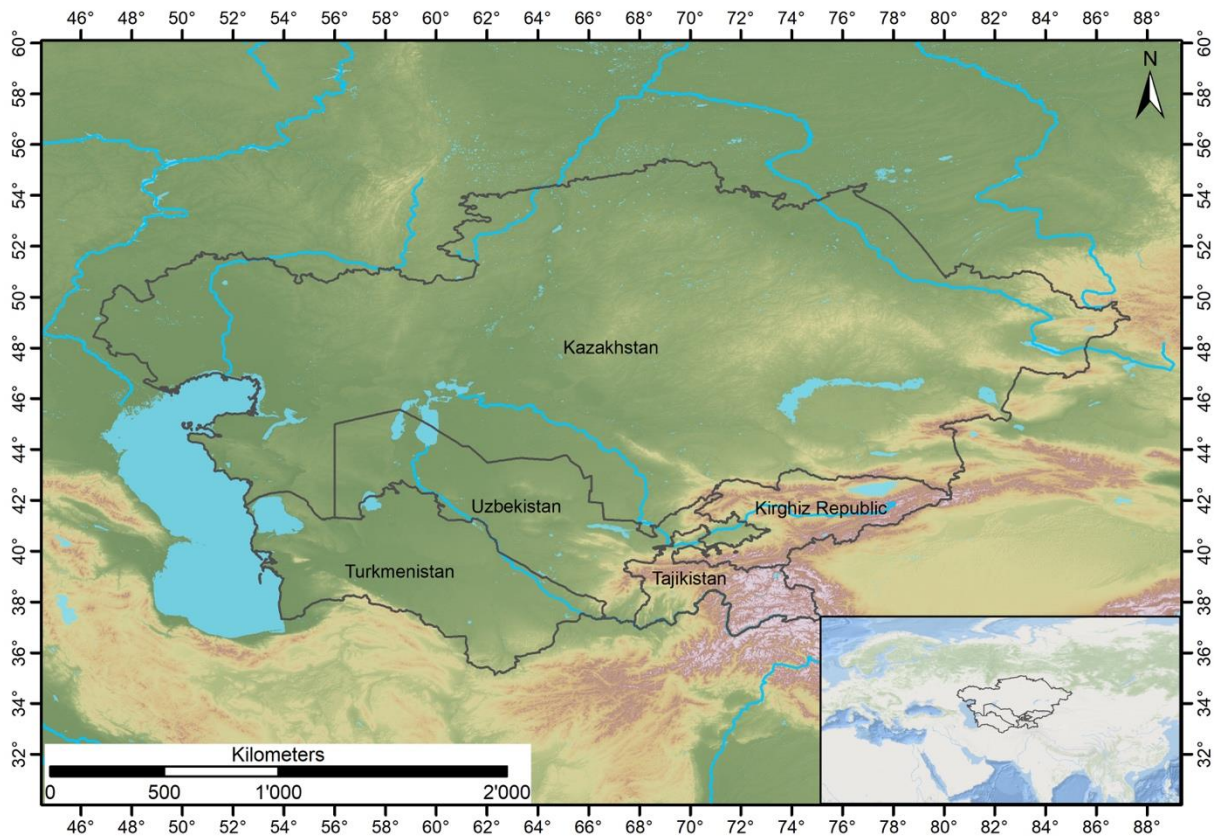 46° 48° 50° 52° 54° 56° 58° 60° 62° 64° 66° 68° 70° 72° 74° 76° 78° 80° 82° 84° 86° 88°
60° 60°
N
58° 58°
56° 56°
54° 54°
52° 52°
50° 50°
Kazakhstan
48° 48°
46° 46°
44° 44°
Uzbekistan Kirghiz Republic
42° 42°
40° 40°
Turkmenistan Tajikistan
38° 38°
36° 36°
34° 34°
32° 32°
Kilometers
0 500 1'000 2'000
46° 48° 50° 52° 54° 56° 58° 60° 62° 64° 66° 68° 70° 72° 74° 76° 78° 80° 82° 84° 86° 88°